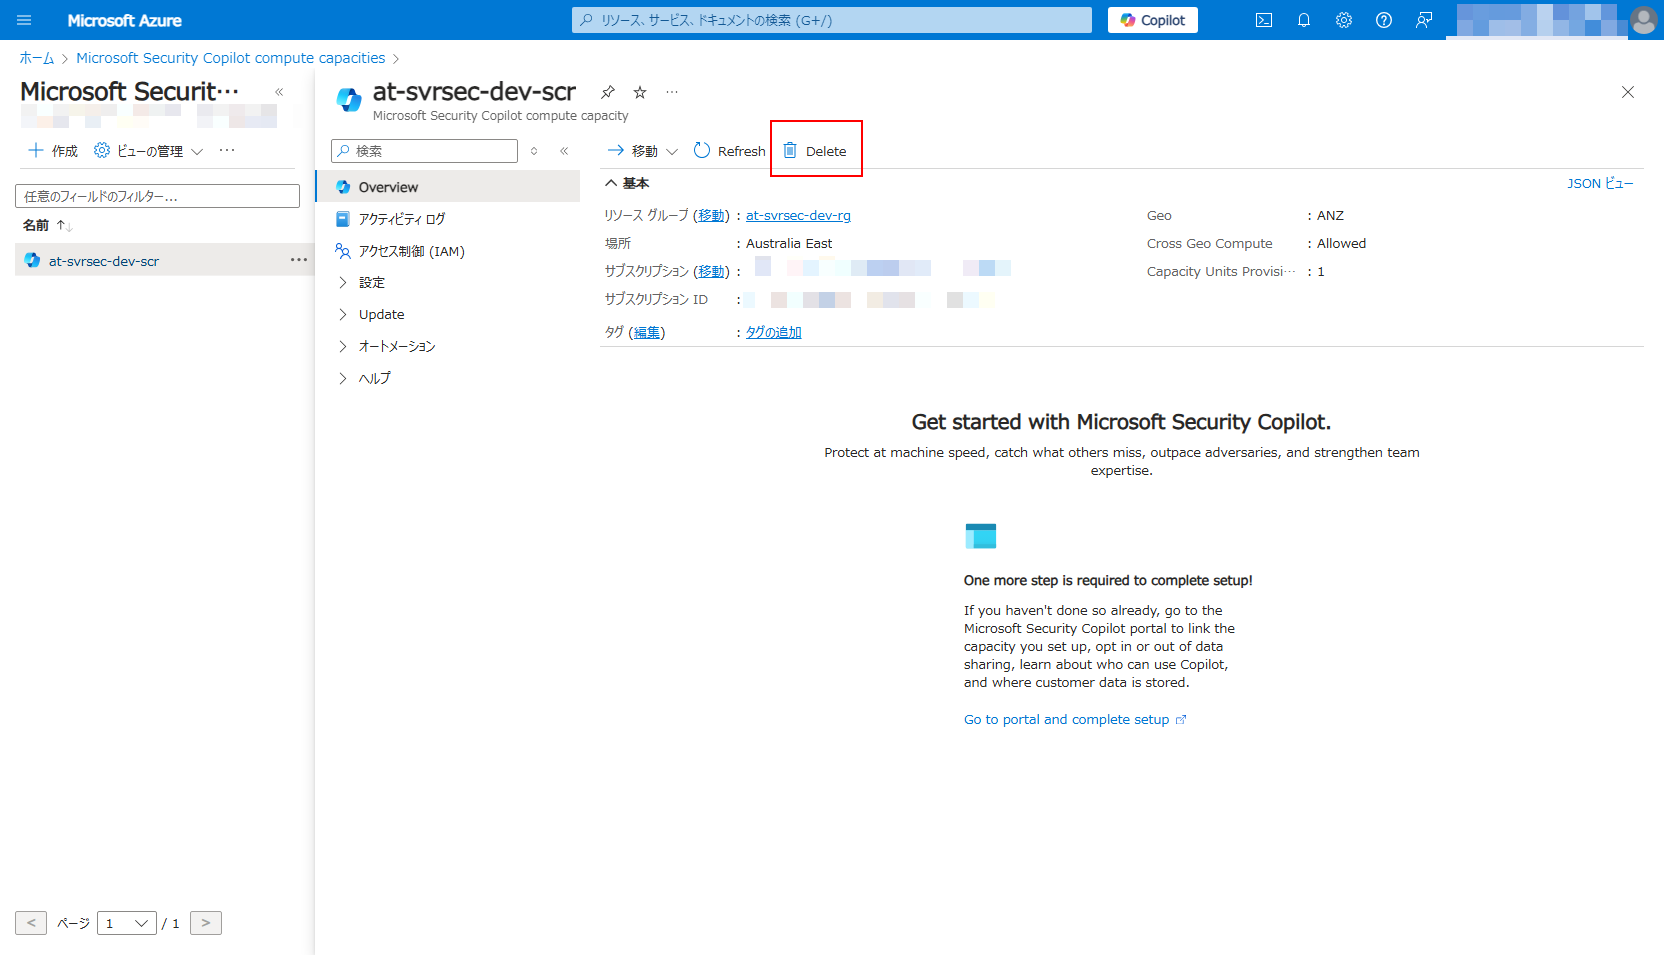 Microsoft Azure
リソース、サービス、ドキュメントの検索 (G+/)
Copilot
ホーム > Microsoft Security Copilot compute capacities >
Microsoft Securit···
«
+ 作成
ビューの管理
···
任意のフィールドのフィルター...
名前 ↑↓
at-svrsec-dev-scr ···
< ページ 1 / 1 >
at-svrsec-dev-scr
···
Microsoft Security Copilot compute capacity
検索
«
Overview
アクティビティ ログ
アクセス制御 (IAM)
設定
Update
オートメーション
ヘルプ
移動
Refresh
Delete
基本
JSON ビュー
リソース グループ (移動) : at-svrsec-dev-rg
場所 : Australia East
サブスクリプション (移動) :
サブスクリプション ID :
タグ (編集) : タグの追加
Geo : ANZ
Cross Geo Compute : Allowed
Capacity Units Provisi··· : 1
Get started with Microsoft Security Copilot.
Protect at machine speed, catch what others miss, outpace adversaries, and strengthen team
expertise.
One more step is required to complete setup!
If you haven't done so already, go to the
Microsoft Security Copilot portal to link the
capacity you set up, opt in or out of data
sharing, learn about who can use Copilot,
and where customer data is stored.
Go to portal and complete setup